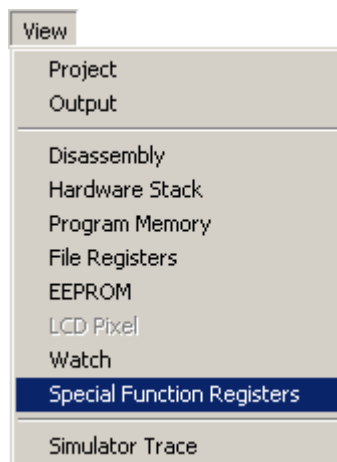 View
Project
Output
Disassembly
Hardware Stack
Program Memory
File Registers
EEPROM
LCD Pixel
Watch
Special Function Registers
Simulator Trace